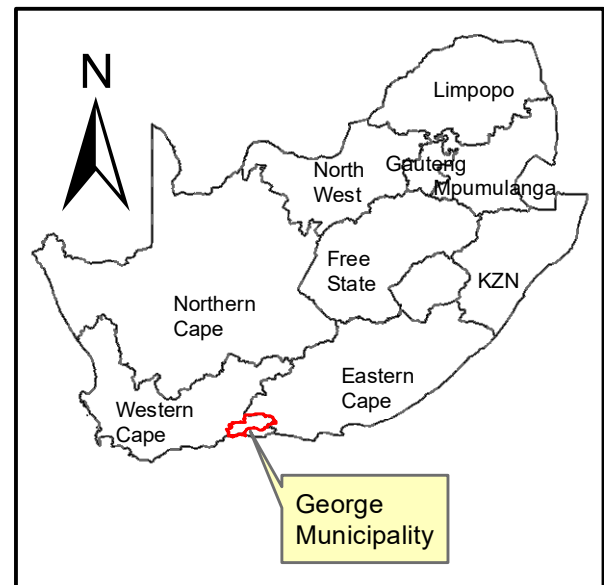 N
Limpopo
North
West
Gauteng
Mpumulanga
Free
State
KZN
Northern
Cape
Eastern
Cape
Western
Cape
George
Municipality